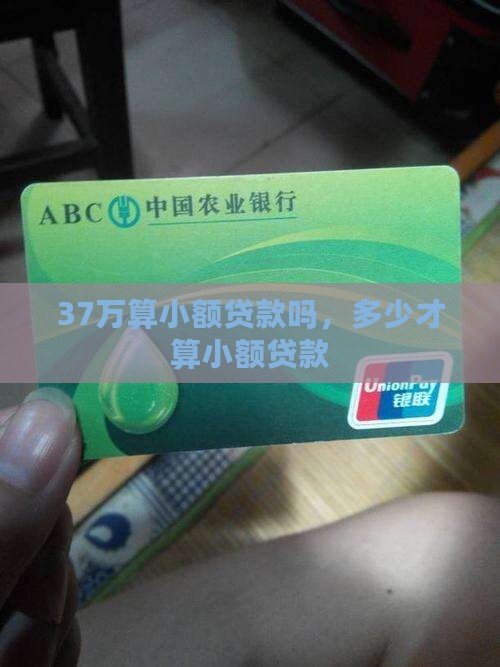 ABC 中国农业银行
37万算小额贷款吗，多少才
算小额贷款
UnionPay
银联